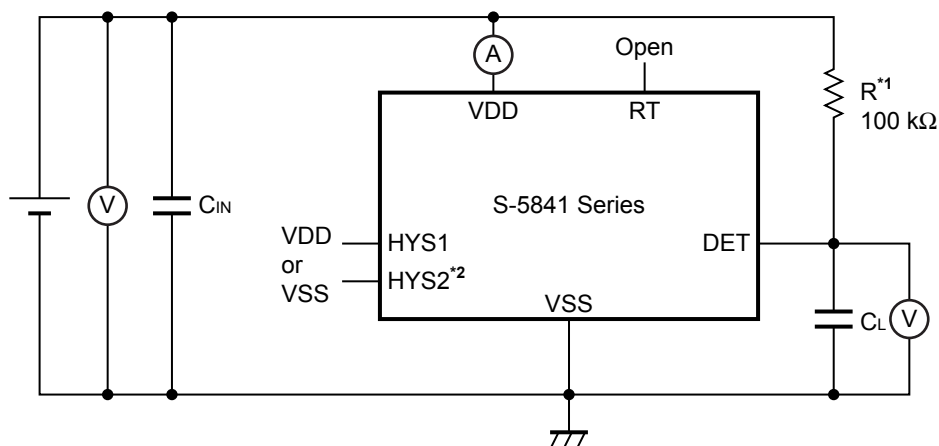 A
Open
VDD
RT
R*1
100 kΩ
V
CIN
S-5841 Series
VDD
or
VSS
HYS1
HYS2*2
DET
VSS
CL
V